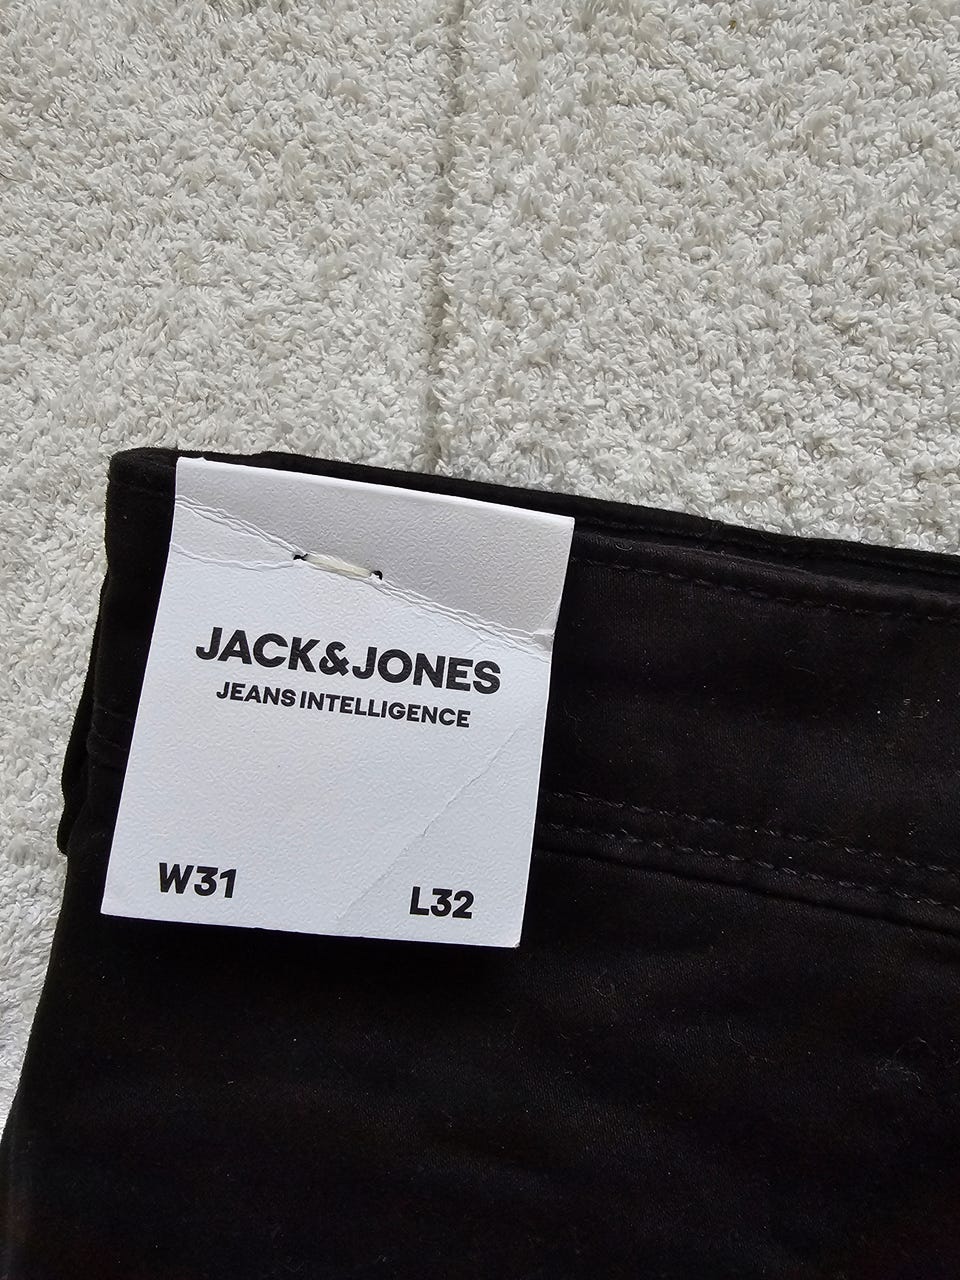 JACK&JONES
JEANS INTELLIGENCE
W31
L32